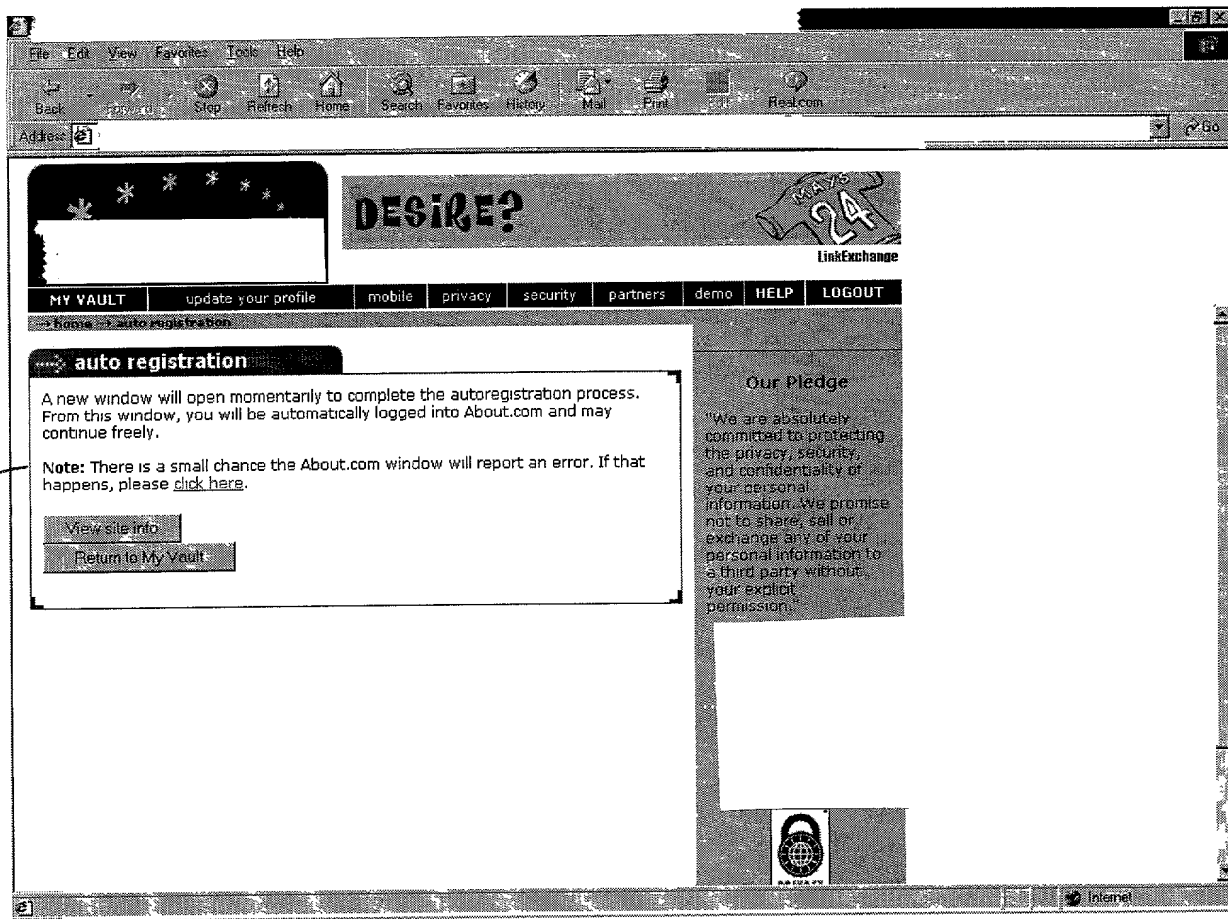 File Edit View Favorites Tools Help
Back Forward Stop Refresh Home Search Favorites History Mail Print Edit Real.com
Address Go
DESIRE?
MAYS
24
LinkExchange
MY VAULT update your profile mobile privacy security partners demo HELP LOGOUT
home auto registration
auto registration
A new window will open momentarily to complete the autoregistration process.
From this window, you will be automatically logged into About.com and may
continue freely.
Note: There is a small chance the About.com window will report an error. If that
happens, please click here.
View site info
Return to My Vault
Our Pledge
"We are absolutely
committed to protecting
the privacy, security,
and confidentiality of
your personal
information. We promise
not to share, sell or
exchange any of your
personal information to
a third party without
your explicit
permission."
PRIVACY
Internet